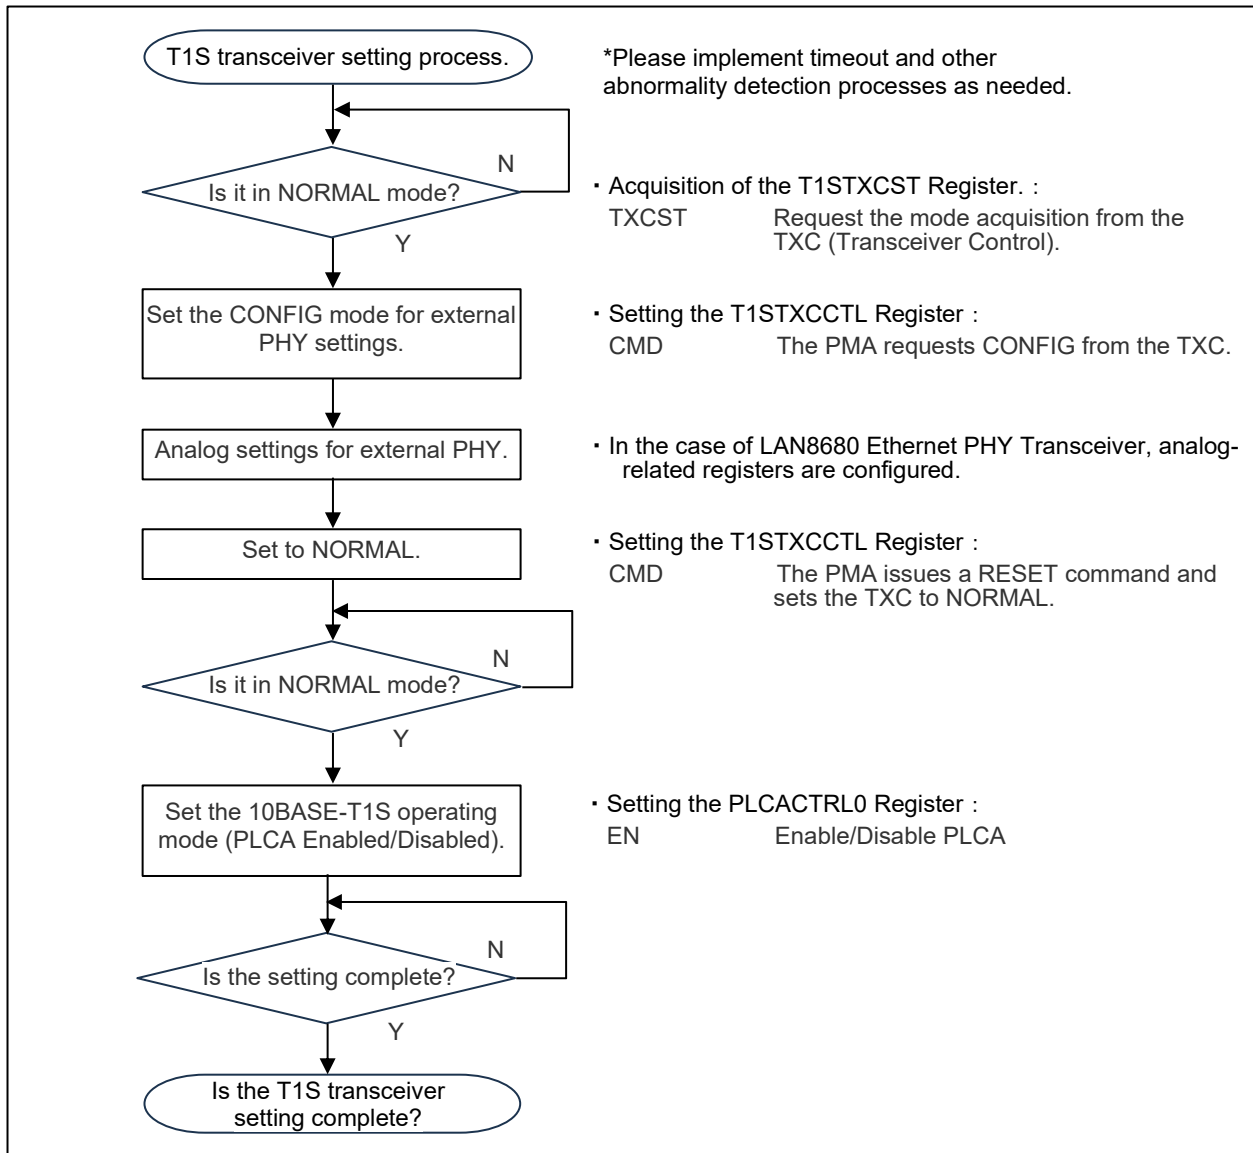 T1S transceiver setting process.
*Please implement timeout and other
abnormality detection processes as needed.
N
Is it in NORMAL mode?
Y
・Acquisition of the T1STXCST Register. :
TXCST Request the mode acquisition from the
TXC (Transceiver Control).
Set the CONFIG mode for external
PHY settings.
・Setting the T1STXCCTL Register :
CMD The PMA requests CONFIG from the TXC.
Analog settings for external PHY.
・In the case of LAN8680 Ethernet PHY Transceiver, analog-
related registers are configured.
Set to NORMAL.
・Setting the T1STXCCTL Register :
CMD The PMA issues a RESET command and
sets the TXC to NORMAL.
N
Is it in NORMAL mode?
Y
Set the 10BASE-T1S operating
mode (PLCA Enabled/Disabled).
・Setting the PLCACTRL0 Register :
EN Enable/Disable PLCA
N
Is the setting complete?
Y
Is the T1S transceiver
setting complete?